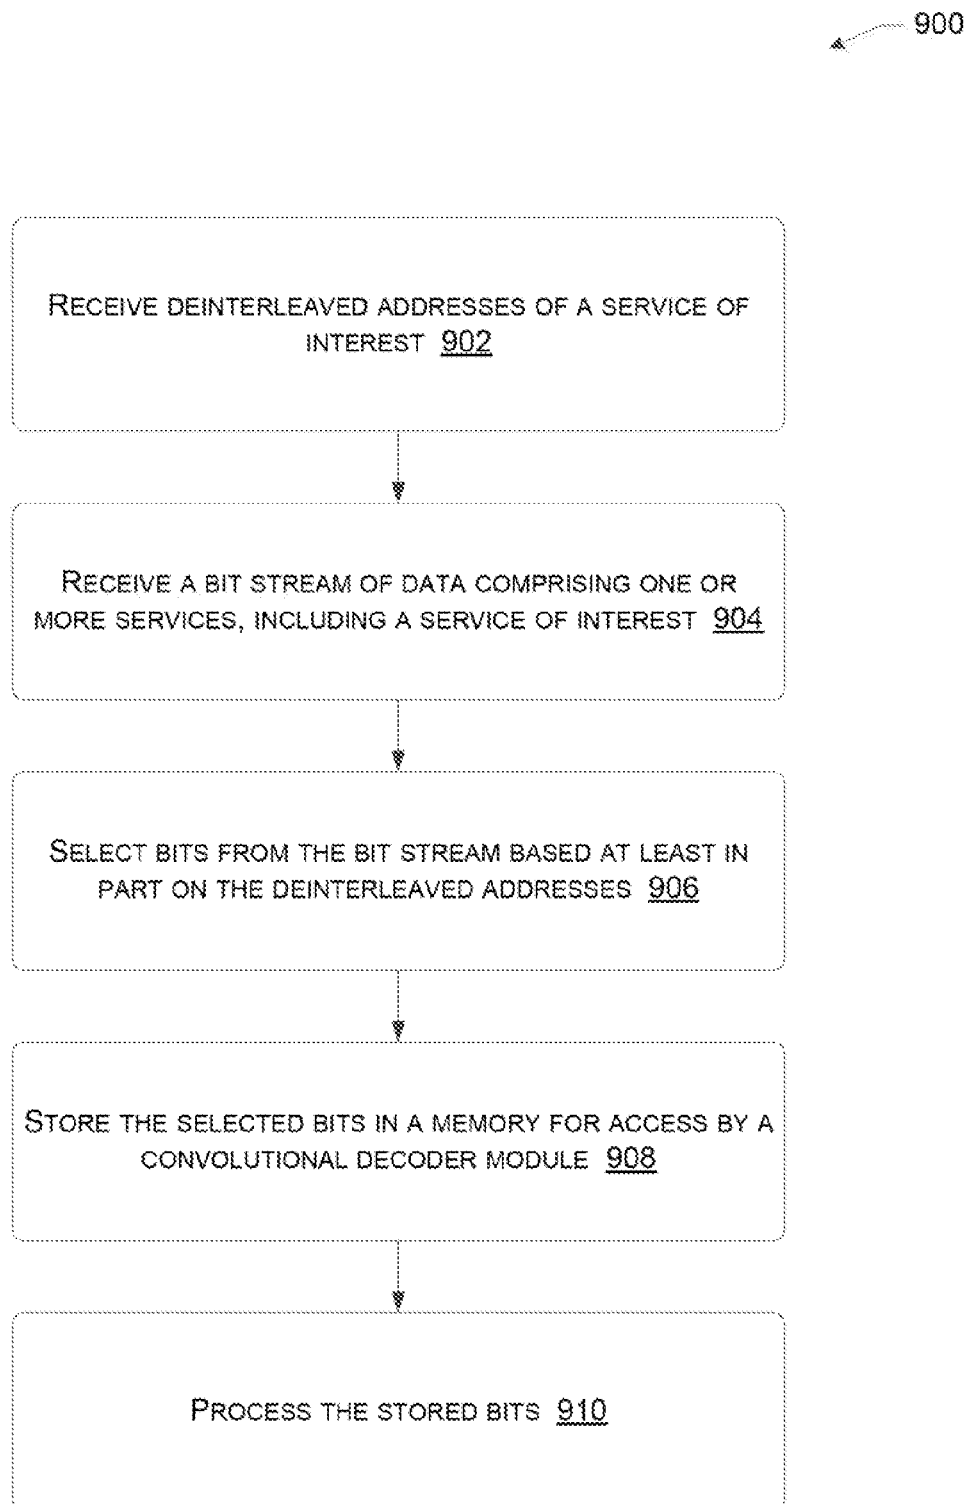 900
RECEIVE DEINTERLEAVED ADDRESSES OF A SERVICE OF
INTEREST 902
RECEIVE A BIT STREAM OF DATA COMPRISING ONE OR
MORE SERVICES, INCLUDING A SERVICE OF INTEREST 904
SELECT BITS FROM THE BIT STREAM BASED AT LEAST IN
PART ON THE DEINTERLEAVED ADDRESSES 906
STORE THE SELECTED BITS IN A MEMORY FOR ACCESS BY A
CONVOLUTIONAL DECODER MODULE 908
PROCESS THE STORED BITS 910